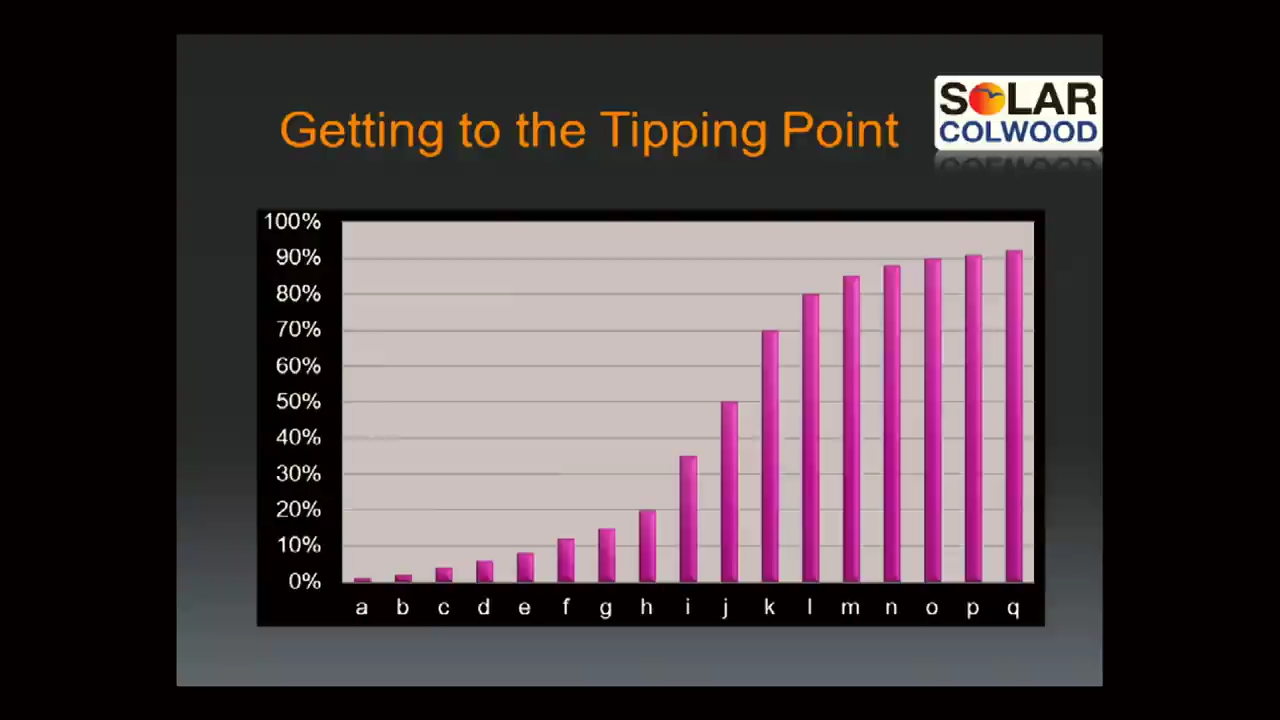 Getting to the Tipping Point
SOLAR
COLWOOD
100%
90%
80%
70%
60%
50%
40%
30%
20%
10%
0%
a b c d e f g h i j k l m n o p q